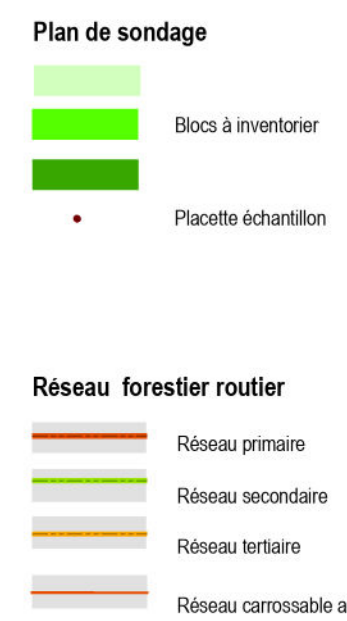 Plan de sondage
Blocs à inventorier
Placette échantillon
Réseau forestier routier
Réseau primaire
Réseau secondaire
Réseau tertiaire
Réseau carrossable a